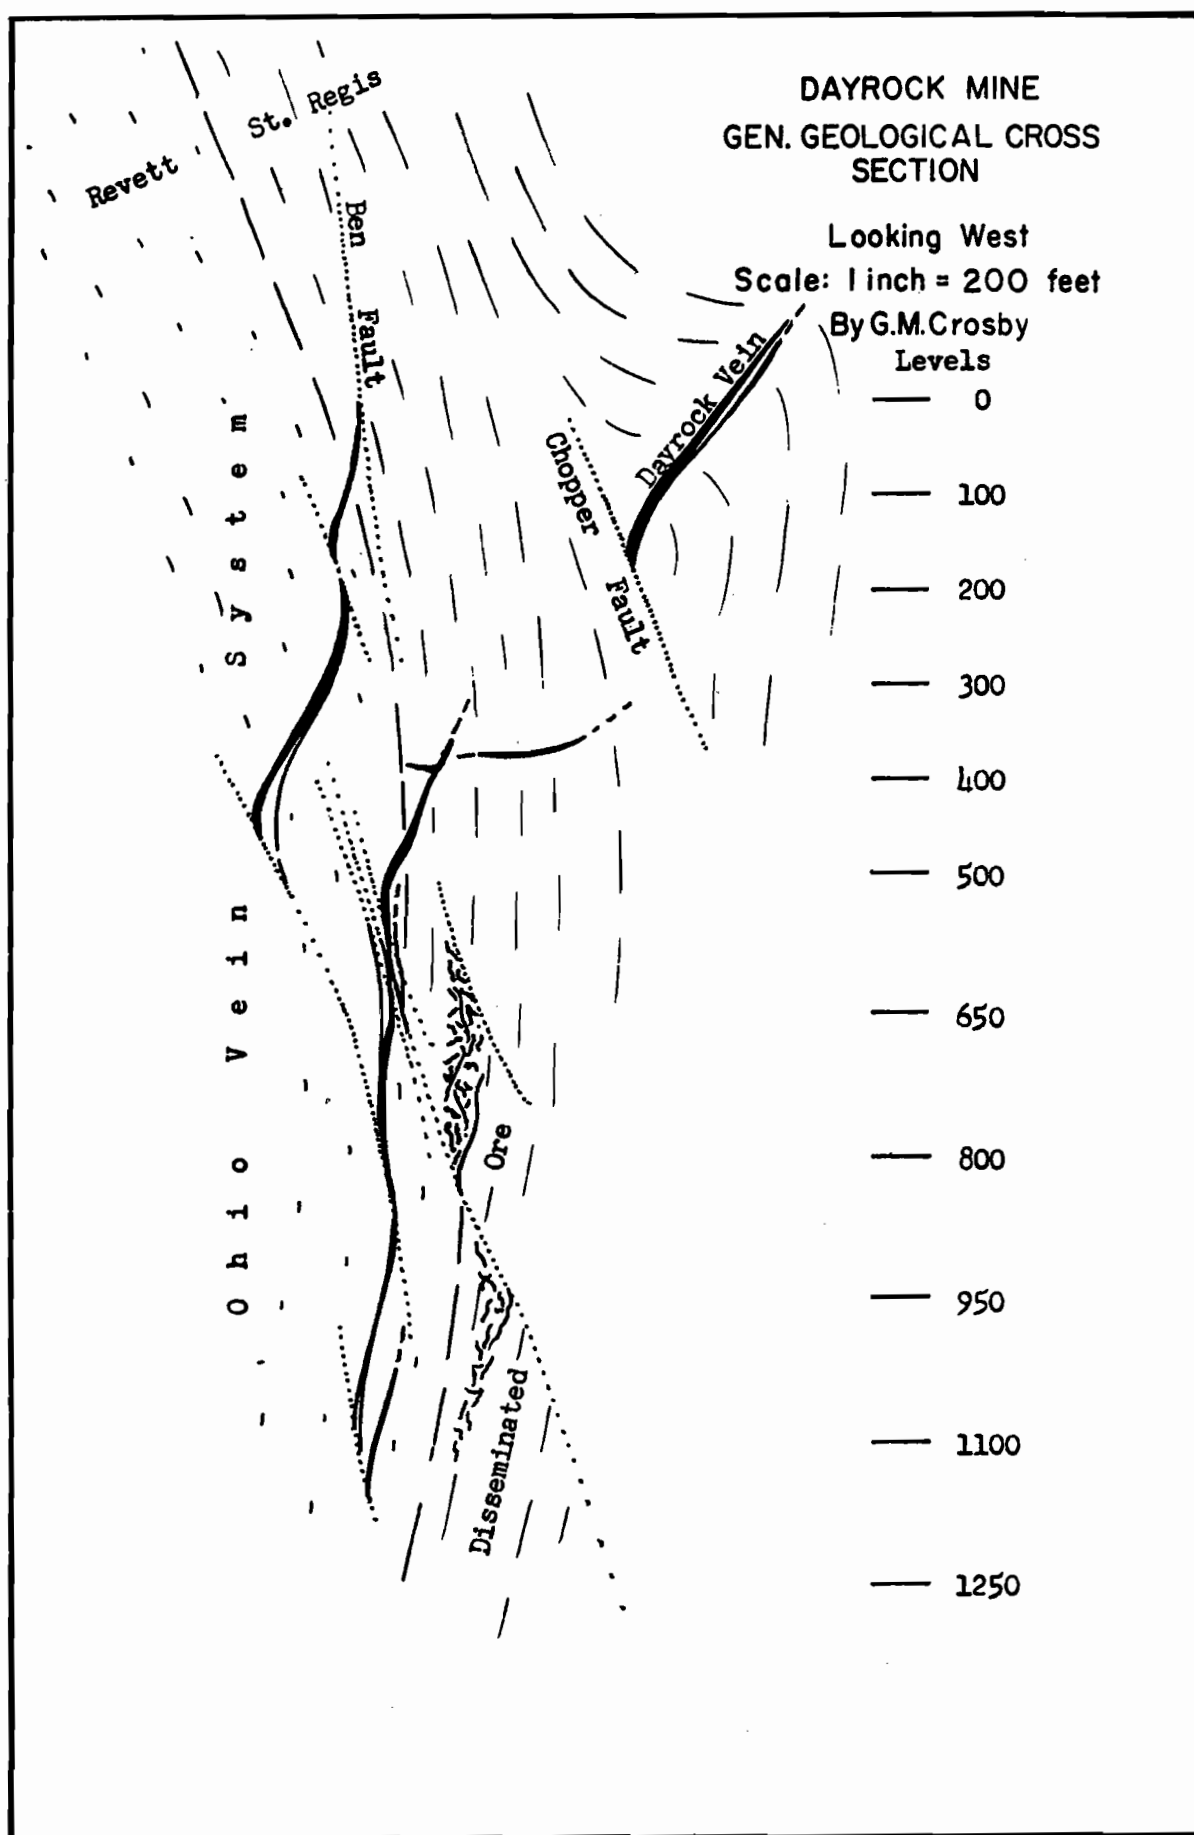 DAYROCK MINE
GEN. GEOLOGICAL CROSS
SECTION
Looking West
Scale: 1 inch = 200 feet
By G.M. Crosby
Levels
0
100
200
300
400
500
650
800
950
1100
1250
Revett
St. Regis
Ben Fault
Dayrock Vein
Chopper Fault
Ohio Vein System
Disseminated Ore